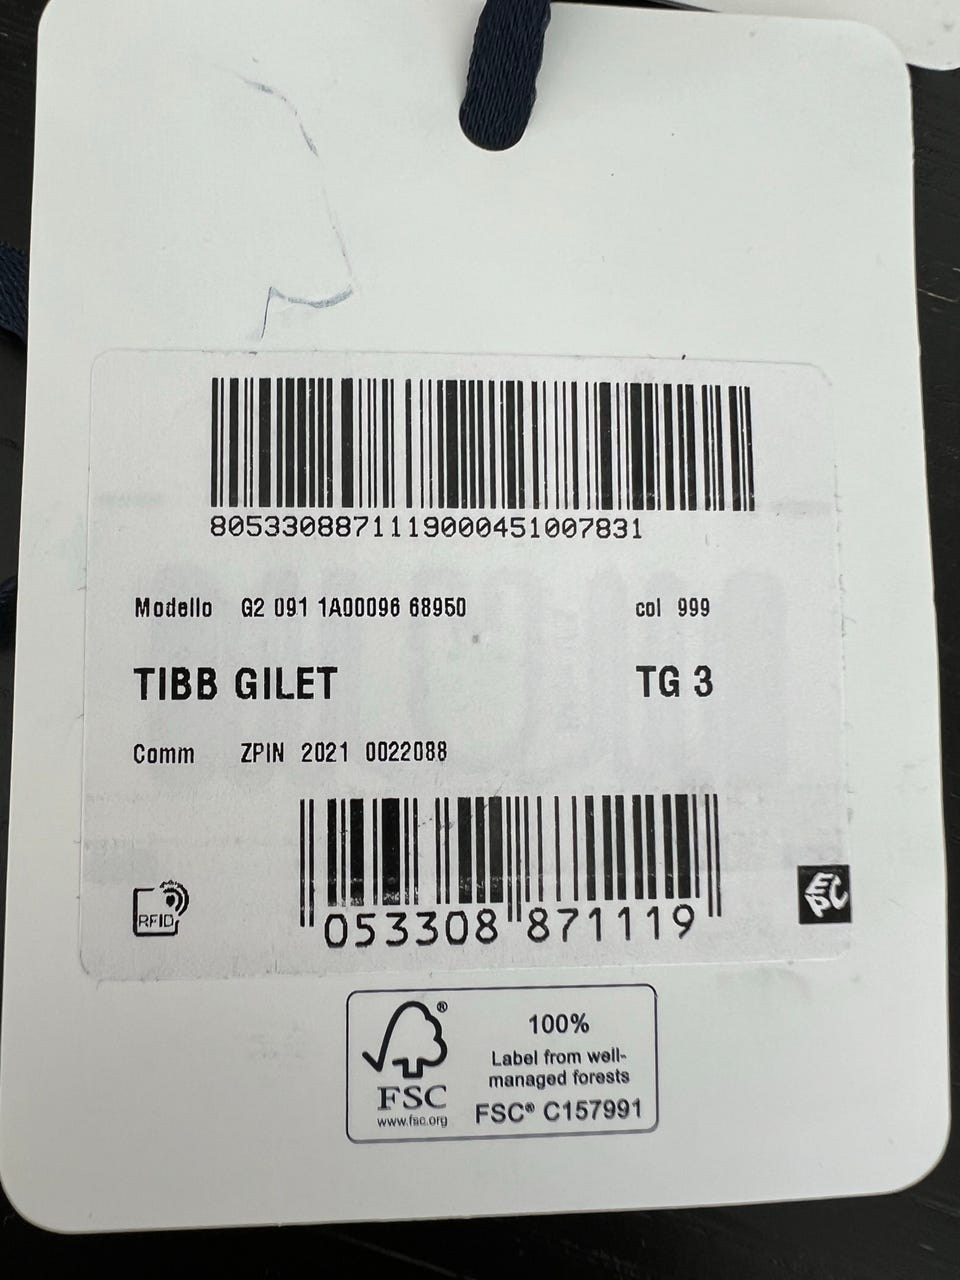 8053308871119000451007831
Modello G2 091 1A00096 68950 col 999
TIBB GILET TG 3
Comm ZPIN 2021 0022088
RFID
EPC
053308 871119
FSC®
www.fsc.org
100%
Label from well-
managed forests
FSC® C157991